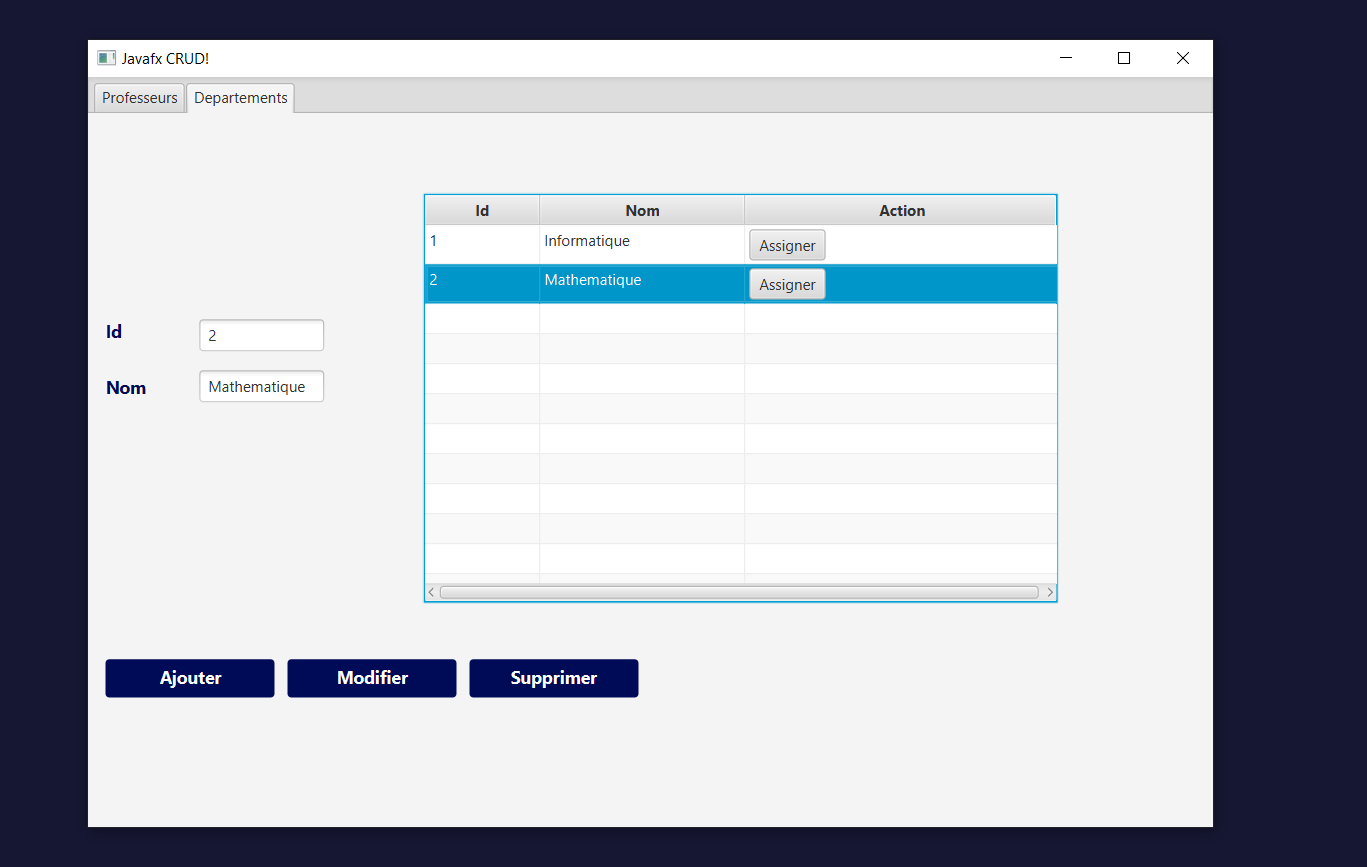 Javafx CRUD!
Professeurs Departements
Id Nom Action
1 Informatique Assigner
2 Mathematique Assigner
Id 2
Nom Mathematique
Ajouter Modifier Supprimer